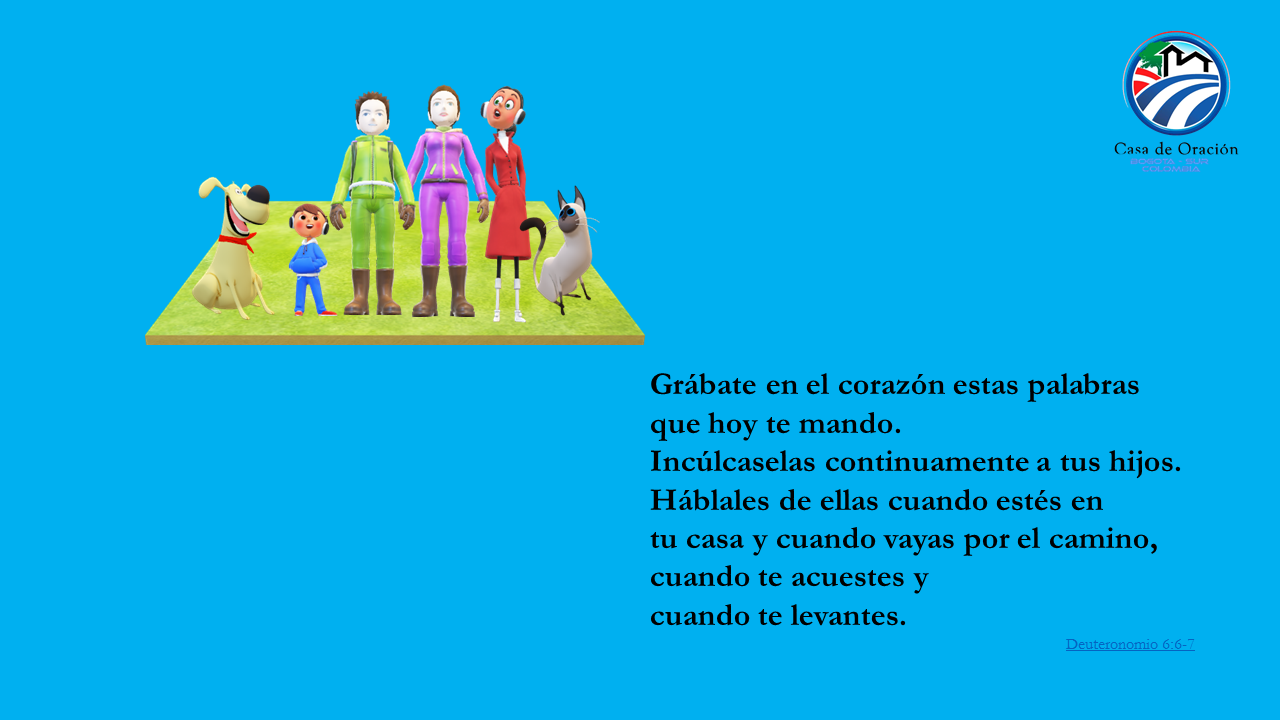 Casa de Oración
BOGOTA - SUR
COLOMBIA
Grábate en el corazón estas palabras
que hoy te mando.
Incúlcaselas continuamente a tus hijos.
Háblales de ellas cuando estés en
tu casa y cuando vayas por el camino,
cuando te acuestes y
cuando te levantes.
Deuteronomio 6:6-7